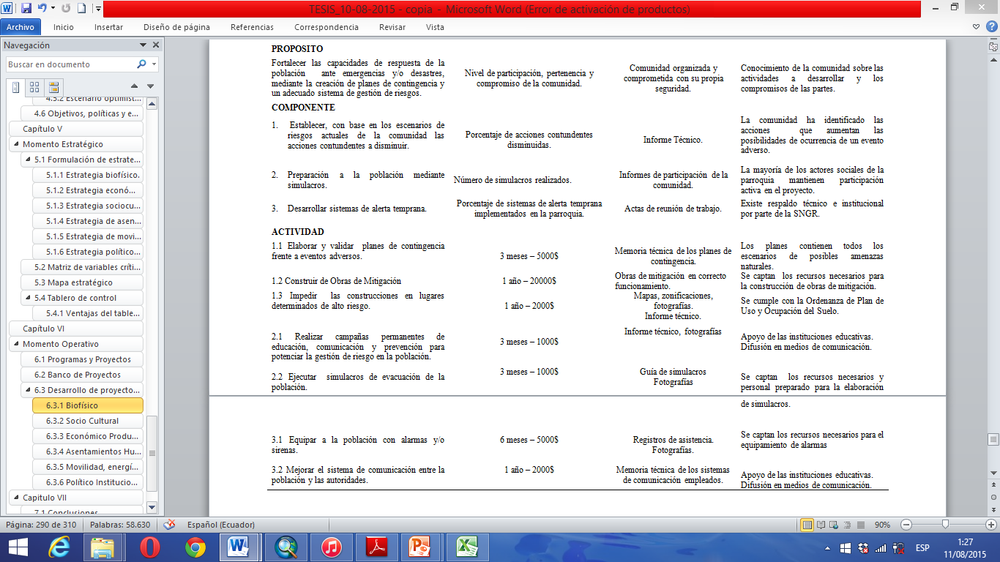 TESIS_10-08-2015 - copia - Microsoft Word (Error de activación de productos)
Archivo
Inicio
Insertar
Diseño de página
Referencias
Correspondencia
Revisar
Vista
Navegación
Buscar en documento
4.5.2 Escenario optimist...
4.6 Objetivos, políticas y e...
Capítulo V
Momento Estratégico
5.1 Formulación de estrate...
5.1.1 Estrategia biofísico.
5.1.2 Estrategia econó...
5.1.3 Estrategia sociocu...
5.1.4 Estrategia de asen...
5.1.5 Estrategia de movi...
5.1.6 Estrategia político...
5.2 Matriz de variables críti...
5.3 Mapa estratégico
5.4 Tablero de control
5.4.1 Ventajas del table...
Capítulo VI
Momento Operativo
6.1 Programas y Proyectos
6.2 Banco de Proyectos
6.3 Desarrollo de proyecto...
6.3.1 Biofísico
6.3.2 Socio Cultural
6.3.3 Económico Produ...
6.3.4 Asentamientos Hu...
6.3.5 Movilidad, energí...
6.3.6 Político Institucio...
Capítulo VII
7.1 Conclusiones
PROPOSITO
Fortalecer las capacidades de respuesta de la
población ante emergencias y/o desastres,
mediante la creación de planes de contingencia y
un adecuado sistema de gestión de riesgos.
Nivel de participación, pertenencia y
compromiso de la comunidad.
Comunidad organizada y
comprometida con su propia
seguridad.
Conocimiento de la comunidad sobre las
actividades a desarrollar y los
compromisos de las partes.
COMPONENTE
1. Establecer, con base en los escenarios de
riesgos actuales de la comunidad las
acciones contundentes a disminuir.
Porcentaje de acciones contundentes
disminuidas.
Informe Técnico.
La comunidad ha identificado las
acciones que aumentan las
posibilidades de ocurrencia de un evento
adverso.
2. Preparación a la población mediante
simulacros.
Número de simulacros realizados.
Informes de participación de la
comunidad.
La mayoría de los actores sociales de la
parroquia mantienen participación
activa en el proyecto.
3. Desarrollar sistemas de alerta temprana.
Porcentaje de sistemas de alerta temprana
implementados en la parroquia.
Actas de reunión de trabajo.
Existe respaldo técnico e institucional
por parte de la SNGR.
ACTIVIDAD
1.1 Elaborar y validar planes de contingencia
frente a eventos adversos.
3 meses – 5000$
Memoria técnica de los planes de
contingencia.
Los planes contienen todos los
escenarios de posibles amenazas
naturales.
1.2 Construir de Obras de Mitigación
1 año – 20000$
Obras de mitigación en correcto
funcionamiento.
Se captan los recursos necesarios para
la construcción de obras de mitigación.
1.3 Impedir las construcciones en lugares
determinados de alto riesgo.
1 año – 2000$
Mapas, zonificaciones,
fotografías.
Informe técnico.
Se cumple con la Ordenanza de Plan de
Uso y Ocupación del Suelo.
2.1 Realizar campañas permanentes de
educación, comunicación y prevención para
potenciar la gestión de riesgo en la población.
3 meses – 1000$
Informe técnico, fotografías
Apoyo de las instituciones educativas.
Difusión en medios de comunicación.
2.2 Ejecutar simulacros de evacuación de la
población.
3 meses – 1000$
Guía de simulacros
Fotografías
Se captan los recursos necesarios y
personal preparado para la elaboración
de simulacros.
3.1 Equipar a la población con alarmas y/o
sirenas.
6 meses – 5000$
Registros de asistencia.
Fotografías.
Se captan los recursos necesarios para el
equipamiento de alarmas
3.2 Mejorar el sistema de comunicación entre la
población y las autoridades.
1 año – 2000$
Memoria técnica de los sistemas
de comunicación empleados.
Apoyo de las instituciones educativas.
Difusión en medios de comunicación.
Página: 290 de 310
Palabras: 58.630
Español (Ecuador)
90%
ESP
1:27
11/08/2015